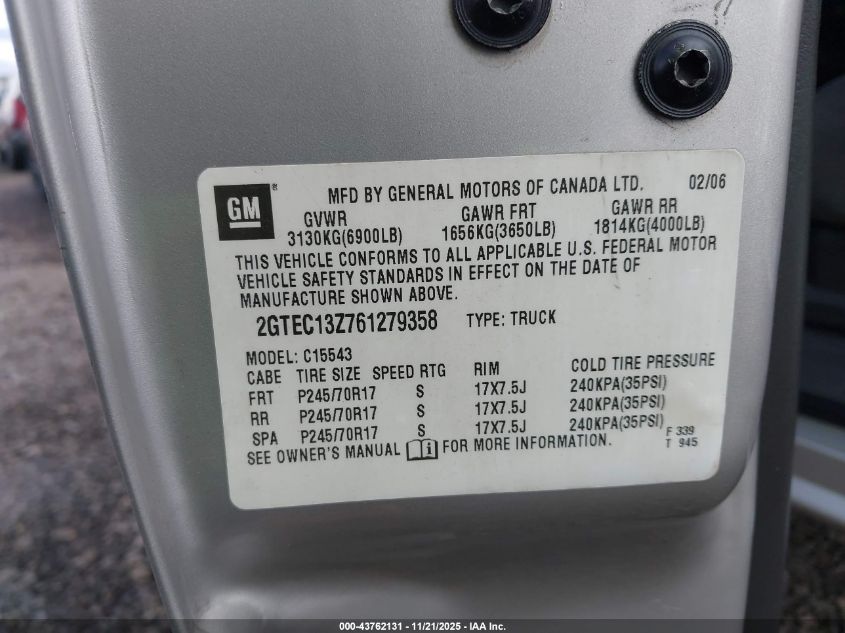 GM ®
MFD BY GENERAL MOTORS OF CANADA LTD. 02/06
GVWR GAWR FRT GAWR RR
3130KG(6900LB) 1656KG(3650LB) 1814KG(4000LB)
THIS VEHICLE CONFORMS TO ALL APPLICABLE U.S. FEDERAL MOTOR
VEHICLE SAFETY STANDARDS IN EFFECT ON THE DATE OF
MANUFACTURE SHOWN ABOVE.
2GTEC13Z761279358 TYPE: TRUCK
MODEL: C15543
CABE TIRE SIZE SPEED RTG RIM COLD TIRE PRESSURE
FRT P245/70R17 S 17X7.5J 240KPA(35PSI)
RR P245/70R17 S 17X7.5J 240KPA(35PSI)
SPA P245/70R17 S 17X7.5J 240KPA(35PSI)
SEE OWNER'S MANUAL FOR MORE INFORMATION.
F 339
T 945
000-43762131 - 11/21/2025 - IAA Inc.